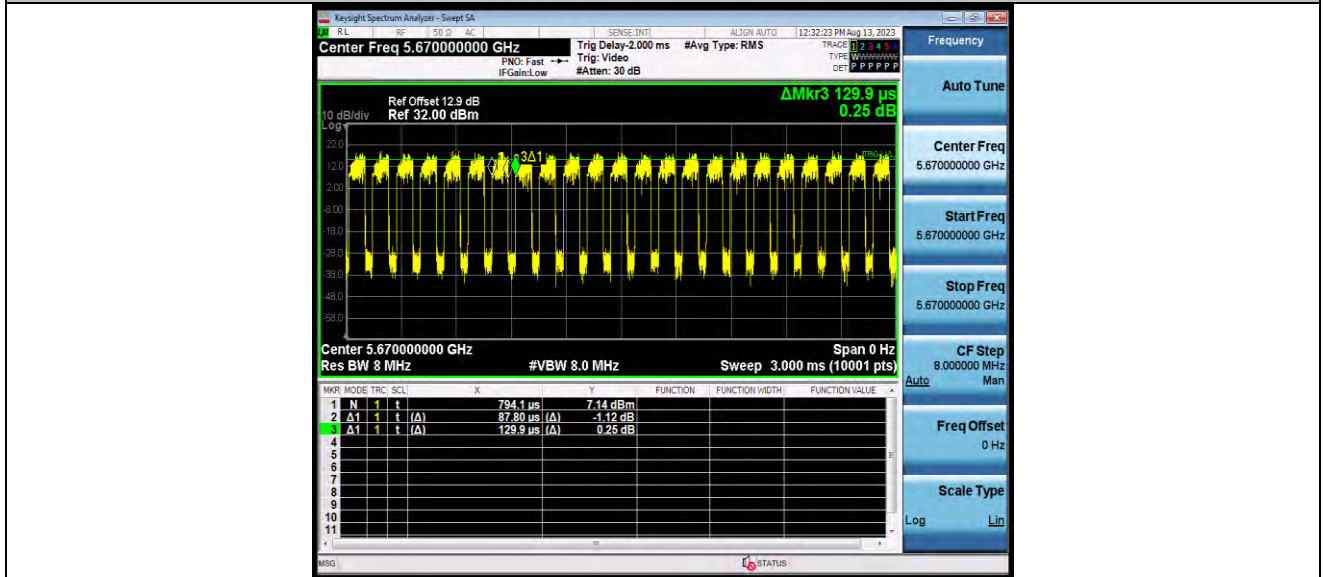 Keysight Spectrum Analyzer - Swept SA
RL RF 50 Ω AC SENSE:INT ALIGN AUTO 12:32:23 PM Aug 13, 2023
Center Freq 5.670000000 GHz Trig Delay-2.000 ms #Avg Type: RMS TRACE 1 2 3 4 5 6
PNO: Fast Trig: Video TYPE WWWWWW
IFGain:Low #Atten: 30 dB DET P P P P P P
Frequency
ΔMkr3 129.9 µs
0.25 dB
Ref Offset 12.9 dB
10 dB/div Ref 32.00 dBm
Log
22.0
12.0
2.00
-8.00
-18.0
-28.0
-38.0
-48.0
-58.0
3Δ1
TRIG LVL
Center 5.670000000 GHz Span 0 Hz
Res BW 8 MHz #VBW 8.0 MHz Sweep 3.000 ms (10001 pts)
MKR MODE TRC SCL X Y FUNCTION FUNCTION WIDTH FUNCTION VALUE
1 N 1 t 794.1 µs 7.14 dBm
2 Δ1 1 t (Δ) 87.80 µs (Δ) -1.12 dB
3 Δ1 1 t (Δ) 129.9 µs (Δ) 0.25 dB
4
5
6
7
8
9
10
11
MSG STATUS
Auto Tune
Center Freq
5.670000000 GHz
Start Freq
5.670000000 GHz
Stop Freq
5.670000000 GHz
CF Step
8.000000 MHz
Auto Man
Freq Offset
0 Hz
Scale Type
Log Lin